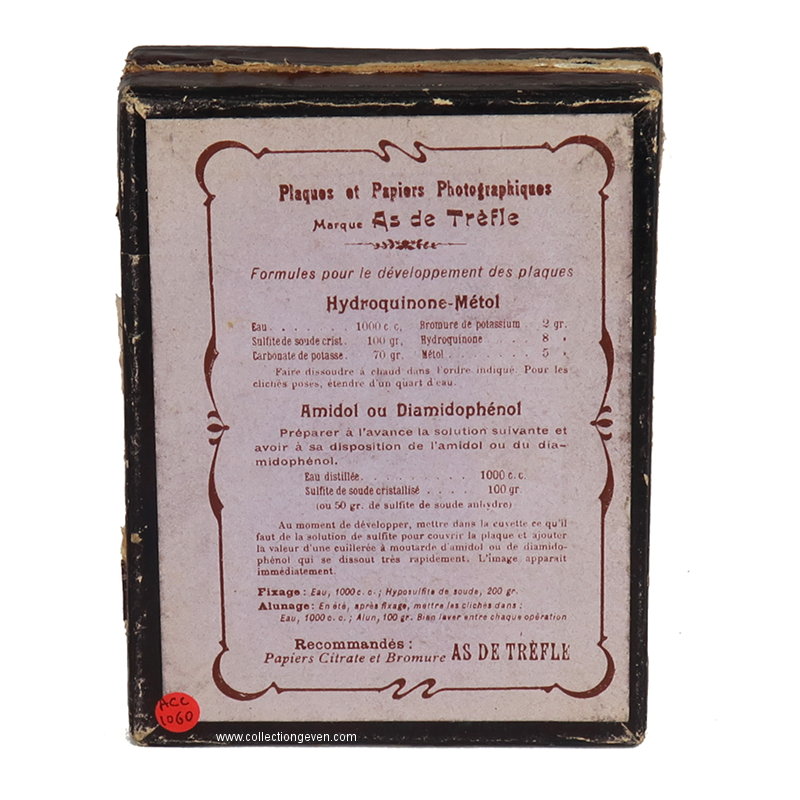 Plaques et Papiers Photographiques
Marque As de Trèfle
Formules pour le développement des plaques
Hydroquinone-Métol
Eau . . . . . . . . 1000 c. c. Bromure de potassium . 2 gr.
Sulfite de soude crist. . 100 gr. Hydroquinone . . . . . 8 "
Carbonate de potasse . 70 gr. Métol . . . . . . . . 5 "
Faire dissoudre à chaud dans l'ordre indiqué. Pour les
clichés posés, étendre d'un quart d'eau.
Amidol ou Diamidophénol
Préparer à l'avance la solution suivante et
avoir à sa disposition de l'amidol ou du dia-
midophénol.
Eau distillée . . . . . . . . . 1000 c. c.
Sulfite de soude cristallisé . . . . . 100 gr.
(ou 50 gr. de sulfite de soude anhydre)
Au moment de développer, mettre dans la cuvette ce qu'il
faut de la solution de sulfite pour couvrir la plaque et ajouter
la valeur d'une cuillerée à moutarde d'amidol ou de diamido-
phénol qui se dissout très rapidement. L'image apparait
immédiatement.
Fixage : Eau, 1000 c. c. ; Hyposulfite de soude, 200 gr.
Alunage : En été, après fixage, mettre les clichés dans :
Eau, 1000 c. c. ; Alun, 100 gr. Bien laver entre chaque opération
Recommandés :
Papiers Citrate et Bromure AS DE TRÈFLE
ACC
1060
www.collectiongeven.com